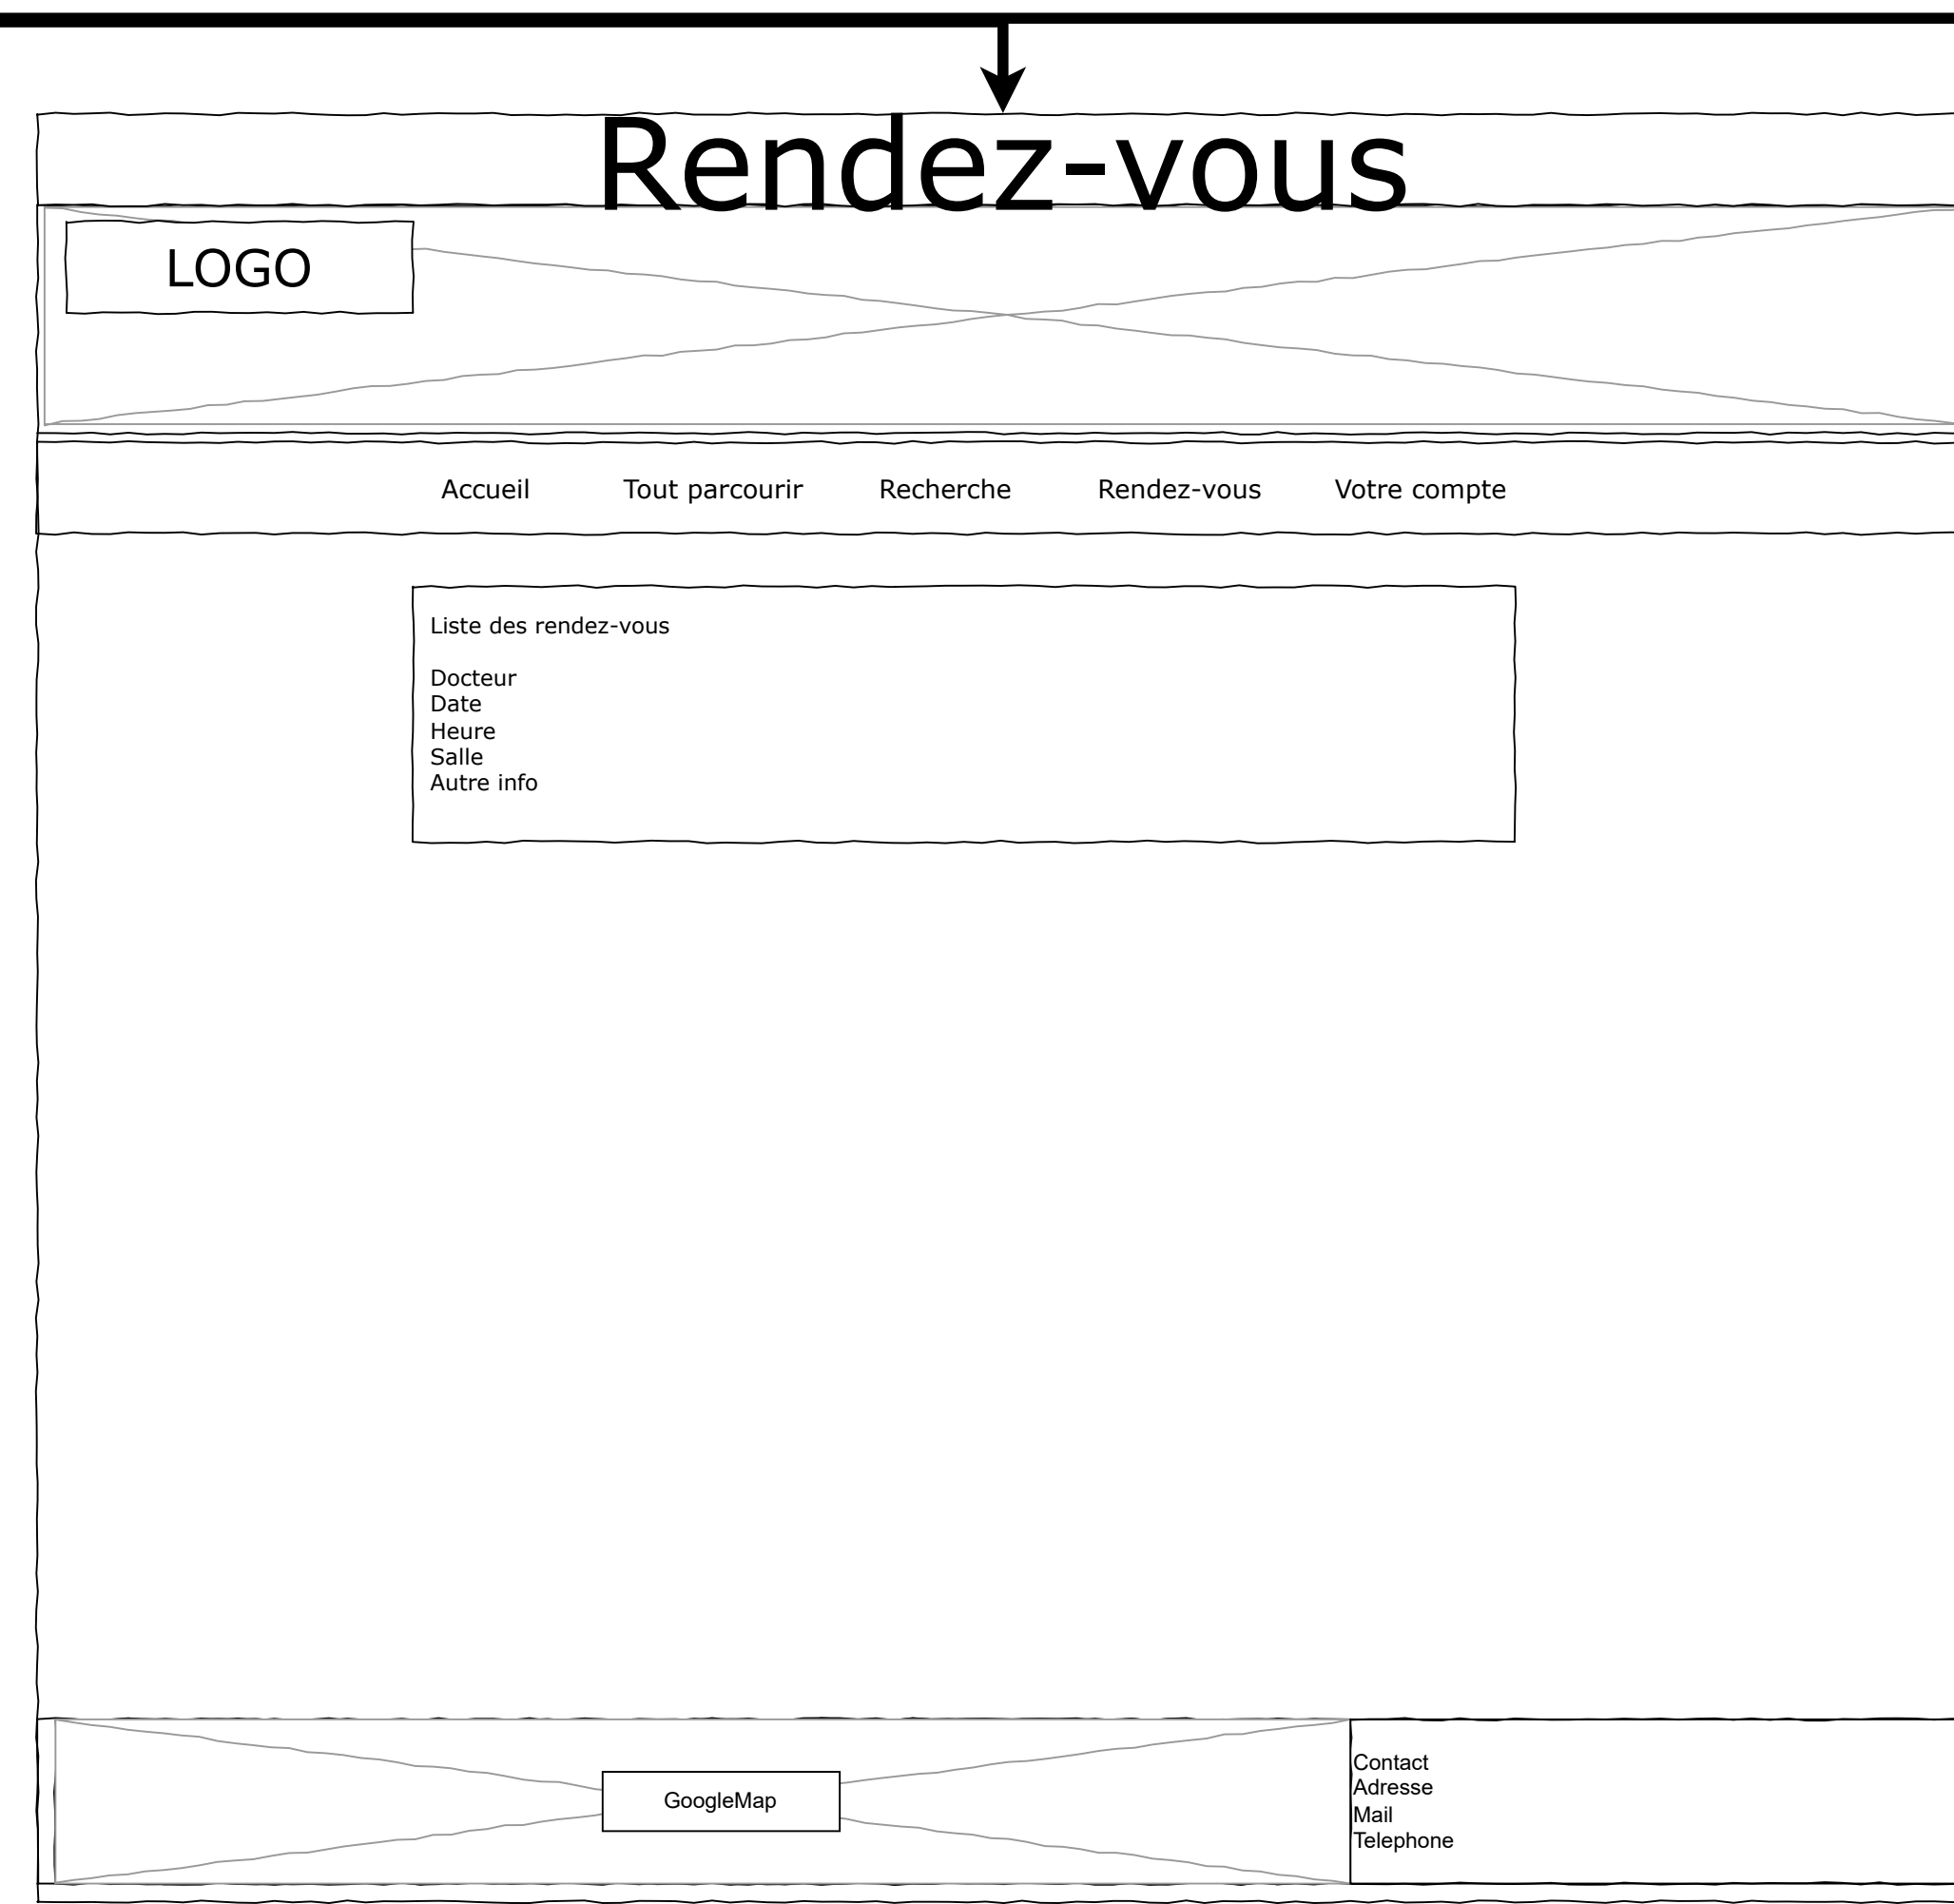 Rendez-vous
LOGO
Accueil Tout parcourir Recherche Rendez-vous Votre compte
Liste des rendez-vous
Docteur
Date
Heure
Salle
Autre info
GoogleMap
Contact
Adresse
Mail
Telephone